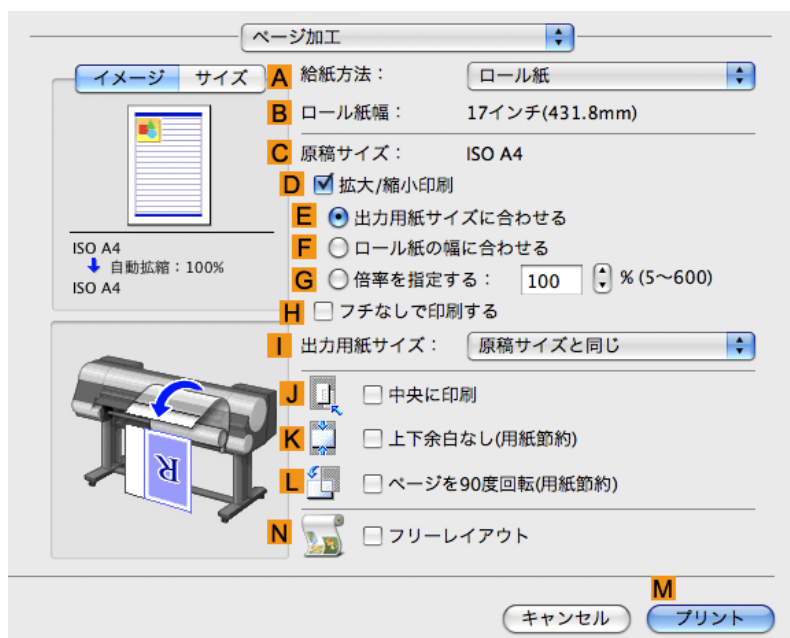 ページ加工
イメージ サイズ
A 給紙方法： ロール紙
B ロール紙幅： 17インチ(431.8mm)
C 原稿サイズ： ISO A4
D 拡大/縮小印刷
E 出力用紙サイズに合わせる
F ロール紙の幅に合わせる
G 倍率を指定する： 100 % (5〜600)
ISO A4
自動拡縮：100%
ISO A4
H フチなしで印刷する
I 出力用紙サイズ： 原稿サイズと同じ
J 中央に印刷
K 上下余白なし(用紙節約)
L ページを90度回転(用紙節約)
N フリーレイアウト
R
M
キャンセル プリント